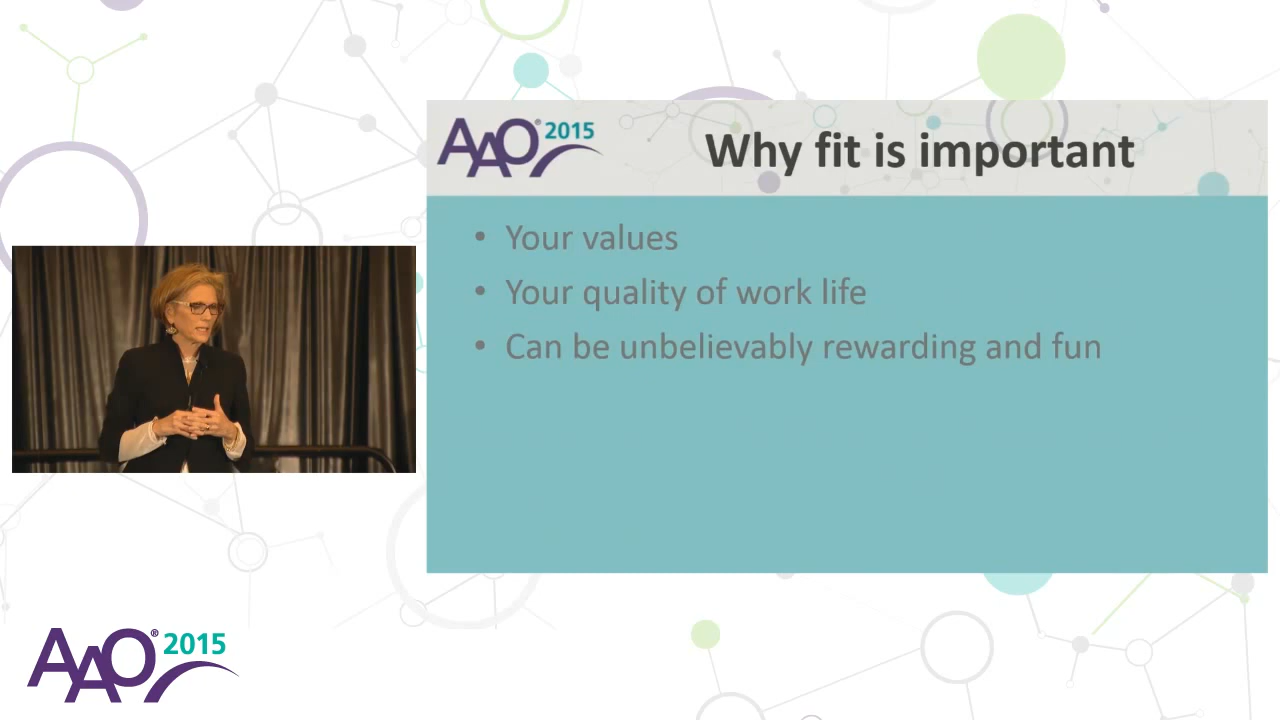 AAO® 2015
Why fit is important
• Your values
• Your quality of work life
• Can be unbelievably rewarding and fun
AAO® 2015